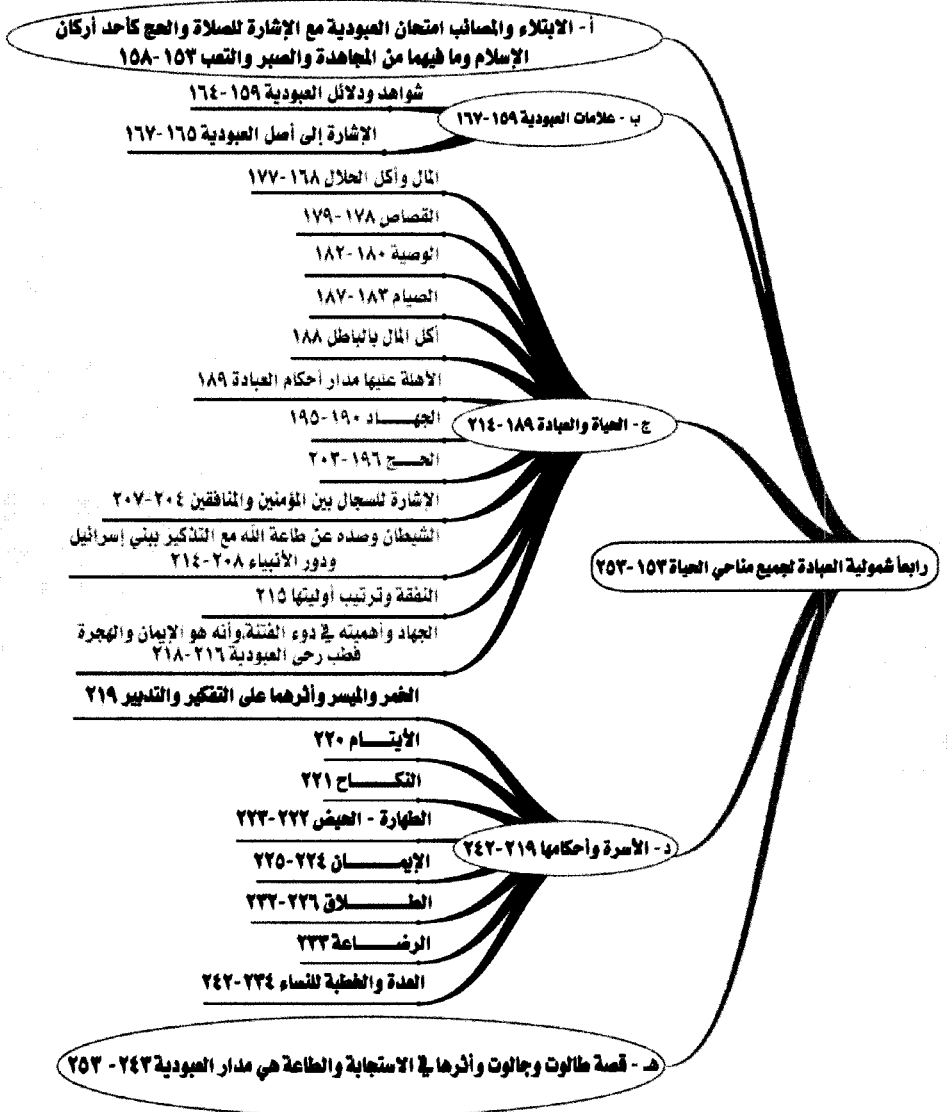 أ - الابتلاء والمصائب امتحان العبودية مع الإشارة للصلاة والحج كأحد أركان
الإسلام وما فيهما من المجاهدة والصبر والتعب ١٥٣ -١٥٨
شواهد ودلائل العبودية ١٥٩-١٦٤
ب - علامات العبودية ١٥٩-١٦٧
الإشارة إلى أصل العبودية ١٦٥-١٦٧
المال وأكل الحلال ١٦٨-١٧٧
القصاص ١٧٨-١٧٩
الوصية ١٨٠-١٨٢
الصيام ١٨٣-١٨٧
أكل المال بالباطل ١٨٨
الأهلة عليها مدار أحكام العبادة ١٨٩
ج - الحياة والعبادة ١٨٩-٢١٤
الجهـــاد ١٩٠-١٩٥
الحـــج ١٩٦-٢٠٣
الإشارة للسجال بين المؤمنين والمنافقين ٢٠٤-٢٠٧
الشيطان وصده عن طاعة الله مع التذكير ببني إسرائيل
ودور الأنبياء ٢٠٨-٢١٤
رابعاً شمولية العبادة لجميع مناحي الحياة ١٥٣-٢٥٣
النفقة وترتيب أوليتها ٢١٥
الجهاد وأهميته في دوء الفتنة,وأنه هو الإيمان والهجرة
قطب رحى العبودية ٢١٦-٢١٨
الخمر والميسر وأثرهما على التفكير والتدبير ٢١٩
الأيتـــام ٢٢٠
النكـــاح ٢٢١
الطهارة - الحيض ٢٢٢-٢٢٣
د - الأسرة وأحكامها ٢١٩-٢٤٢
الإيمـــان ٢٢٤-٢٢٥
الطـــلاق ٢٢٦-٢٣٢
الرضـــاعة ٢٣٣
العدة والخطبة للنساء ٢٣٤-٢٤٢
هـ - قصة طالوت وجالوت وأثرها في الاستجابة والطاعة هي مدار العبودية ٢٤٣- ٢٥٣